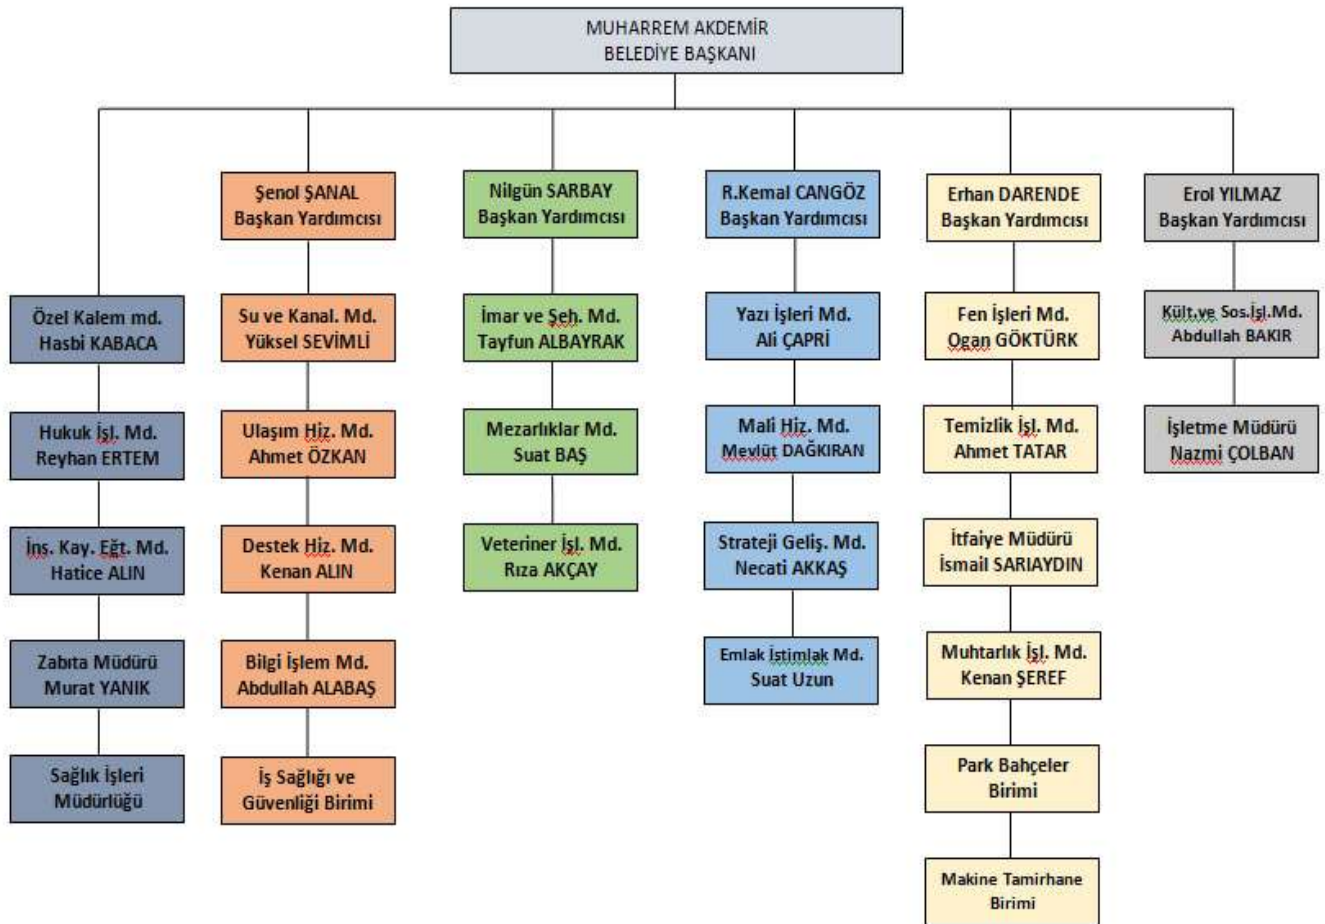 MUHARREM AKDEMİR
BELEDİYE BAŞKANI
Şenol ŞANAL
Başkan Yardımcısı
Nilgün SARBAY
Başkan Yardımcısı
R.Kemal CANGÖZ
Başkan Yardımcısı
Erhan DARENDE
Başkan Yardımcısı
Erol YILMAZ
Başkan Yardımcısı
Özel Kalem md.
Hasbi KABACA
Su ve Kanal. Md.
Yüksel SEVİMLİ
İmar ve Şeh. Md.
Tayfun ALBAYRAK
Yazı İşleri Md.
Ali ÇAPRİ
Fen İşleri Md.
Ogan GÖKTÜRK
Kült.ve Sos.İşl.Md.
Abdullah BAKIR
Hukuk İşl. Md.
Reyhan ERTEM
Ulaşım Hiz. Md.
Ahmet ÖZKAN
Mezarlıklar Md.
Suat BAŞ
Mali Hiz. Md.
Mevlüt DAĞKIRAN
Temizlik İşl. Md.
Ahmet TATAR
İşletme Müdürü
Nazmi ÇOLBAN
İns. Kay. Eğt. Md.
Hatice ALIN
Destek Hiz. Md.
Kenan ALIN
Veteriner İşl. Md.
Rıza AKÇAY
Strateji Geliş. Md.
Necati AKKAŞ
İtfaiye Müdürü
İsmail SARIAYDIN
Zabıta Müdürü
Murat YANIK
Bilgi İşlem Md.
Abdullah ALABAŞ
Emlak İstimlak Md.
Suat Uzun
Muhtarlık İşl. Md.
Kenan ŞEREF
Sağlık İşleri
Müdürlüğü
İş Sağlığı ve
Güvenliği Birimi
Park Bahçeler
Birimi
Makine Tamirhane
Birimi